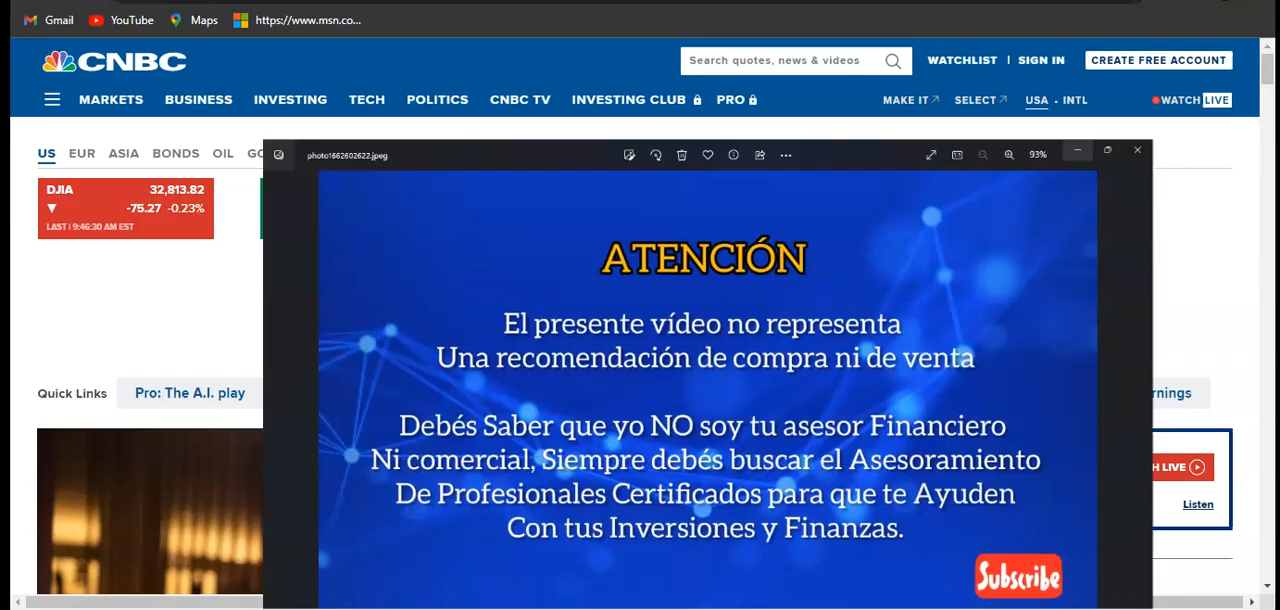 Gmail YouTube Maps https://www.msn.co...
CNBC
Search quotes, news & videos
WATCHLIST | SIGN IN
CREATE FREE ACCOUNT
MARKETS BUSINESS INVESTING TECH POLITICS CNBC TV INVESTING CLUB PRO
MAKE IT SELECT USA • INTL WATCH LIVE
US EUR ASIA BONDS OIL
photo1662602622.jpeg
93%
DJIA 32,813.82
-75.27 -0.23%
LAST | 9:46:30 AM EST
ATENCIÓN
El presente vídeo no representa
Una recomendación de compra ni de venta
Debés Saber que yo NO soy tu asesor Financiero
Ni comercial, Siempre debés buscar el Asesoramiento
De Profesionales Certificados para que te Ayuden
Con tus Inversiones y Finanzas.
Subscribe
Quick Links
Pro: The A.I. play
LIVE
Listen